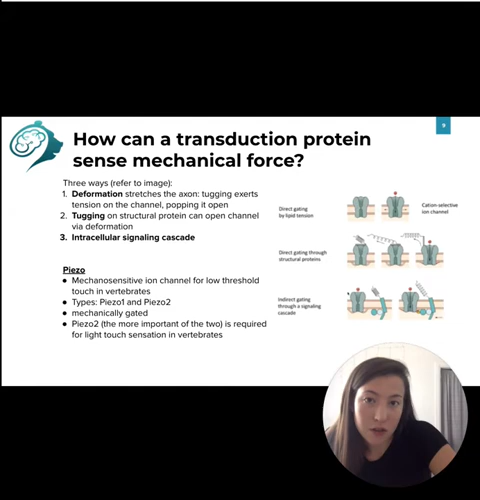 9
How can a transduction protein
sense mechanical force?
Three ways (refer to image):
1. Deformation stretches the axon: tugging exerts
tension on the channel, popping it open
2. Tugging on structural protein can open channel
via deformation
3. Intracellular signaling cascade
Piezo
● Mechanosensitive ion channel for low threshold
touch in vertebrates
● Types: Piezo1 and Piezo2
● mechanically gated
● Piezo2 (the more important of the two) is required
for light touch sensation in vertebrates
Direct gating
by lipid tension
Cation-selective
ion channel
Direct gating through
structural proteins
Indirect gating
through a signaling
cascade